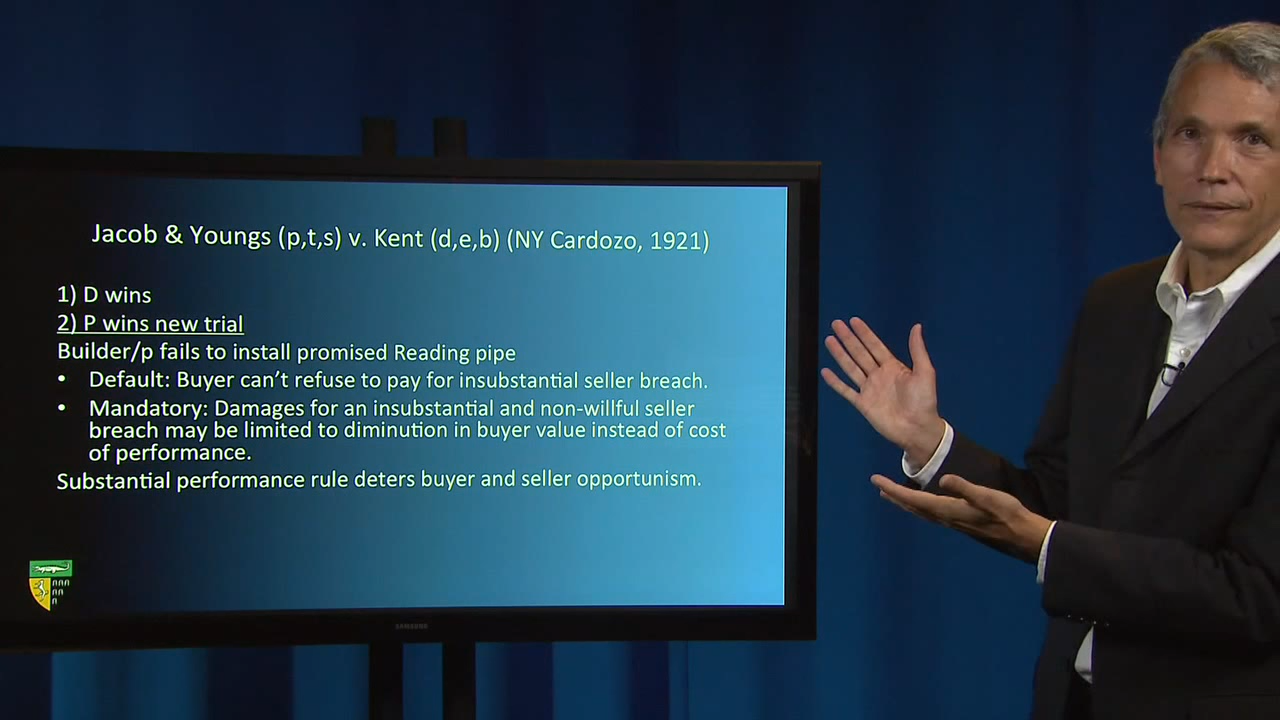 Jacob & Youngs (p,t,s) v. Kent (d,e,b) (NY Cardozo, 1921)
1) D wins
2) P wins new trial
Builder/p fails to install promised Reading pipe
• Default: Buyer can’t refuse to pay for insubstantial seller breach.
• Mandatory: Damages for an insubstantial and non-willful seller
breach may be limited to diminution in buyer value instead of cost
of performance.
Substantial performance rule deters buyer and seller opportunism.
SAMSUNG